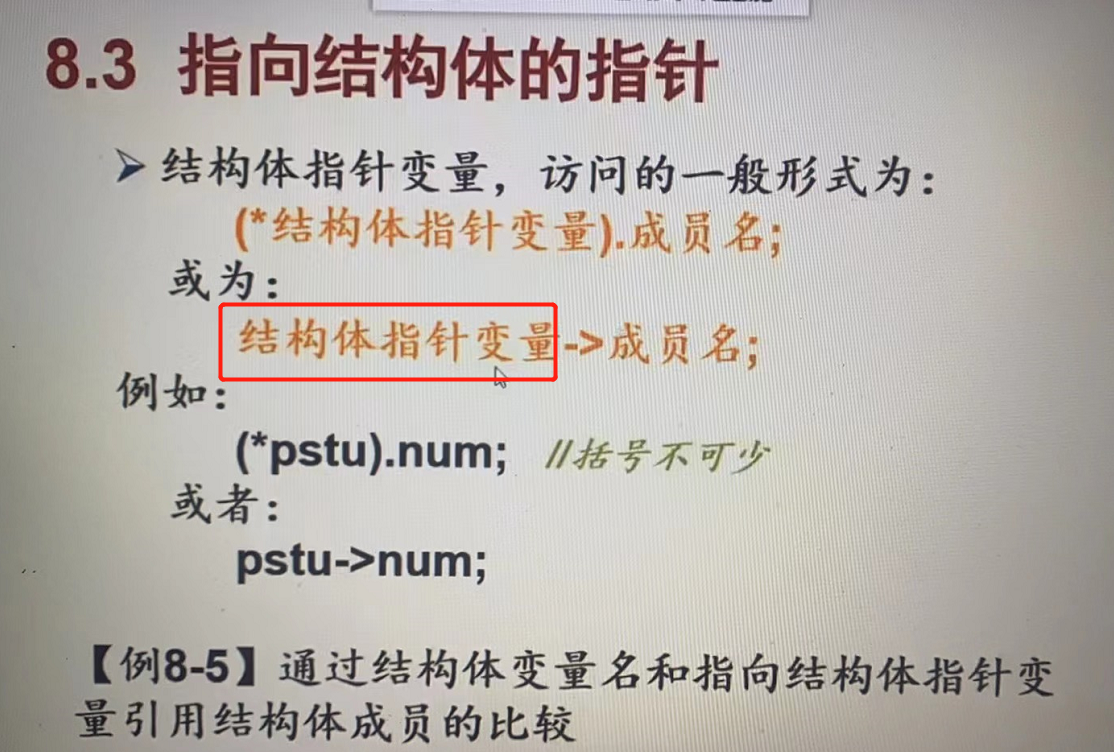 8.3 指向结构体的指针
结构体指针变量，访问的一般形式为：
(*结构体指针变量).成员名;
或为：
结构体指针变量->成员名;
例如：
(*pstu).num; //括号不可少
或者：
pstu->num;
【例8-5】通过结构体变量名和指向结构体指针变
量引用结构体成员的比较